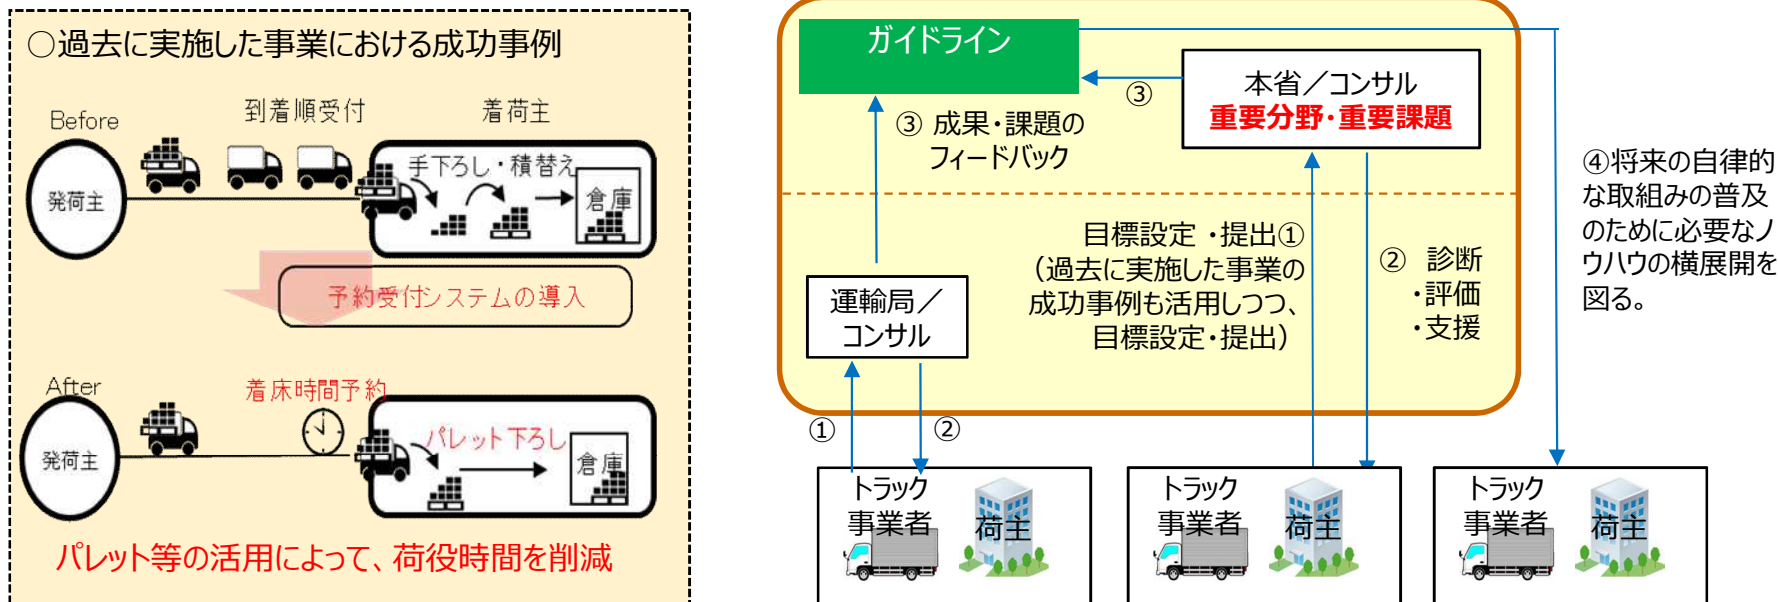 ○過去に実施した事業における成功事例
Before
到着順受付
着荷主
発荷主
手下ろし・積替え
倉庫
予約受付システムの導入
After
着床時間予約
発荷主
パレット下ろし
倉庫
パレット等の活用によって、荷役時間を削減
ガイドライン
③
本省／コンサル
重要分野・重要課題
③ 成果・課題の
フィードバック
目標設定 ・提出①
（過去に実施した事業の
成功事例も活用しつつ、
目標設定・提出）
② 診断
・評価
・支援
運輸局／
コンサル
④将来の自律的
な取組みの普及
のために必要なノ
ウハウの横展開を
図る。
①
②
トラック
事業者
荷主
トラック
事業者
荷主
トラック
事業者
荷主